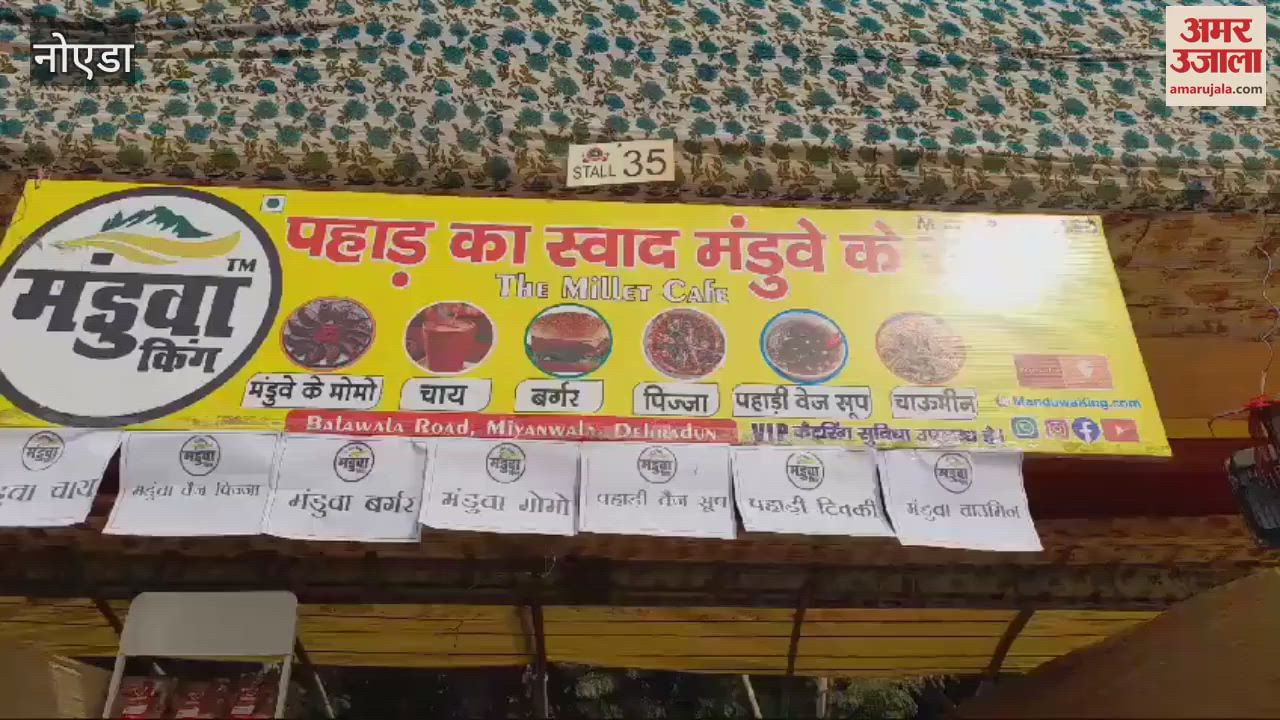 नोएडा
अमर
उजाला
amarujala.com
STALL 35
पहाड़ का स्वाद मंडुवे के
THE MILLET CAFE
मंडुवा TM
किंग
मंडुवे के मोमो
चाय
बर्गर
पिज्जा
पहाड़ी वेज सूप
चाऊमीन
ManduwaKing.com
Balawala Road, Miyanwala, Dehradun
VIP कैटरिंग सुविधा उपलब्ध है।
चाय
मंडुवा वैज पिज्जा
मंडुवा बर्गर
मंडुवा मोमो
पहाड़ी वैज सूप
पहाड़ी टिक्की
मंडुवा चाउमिन